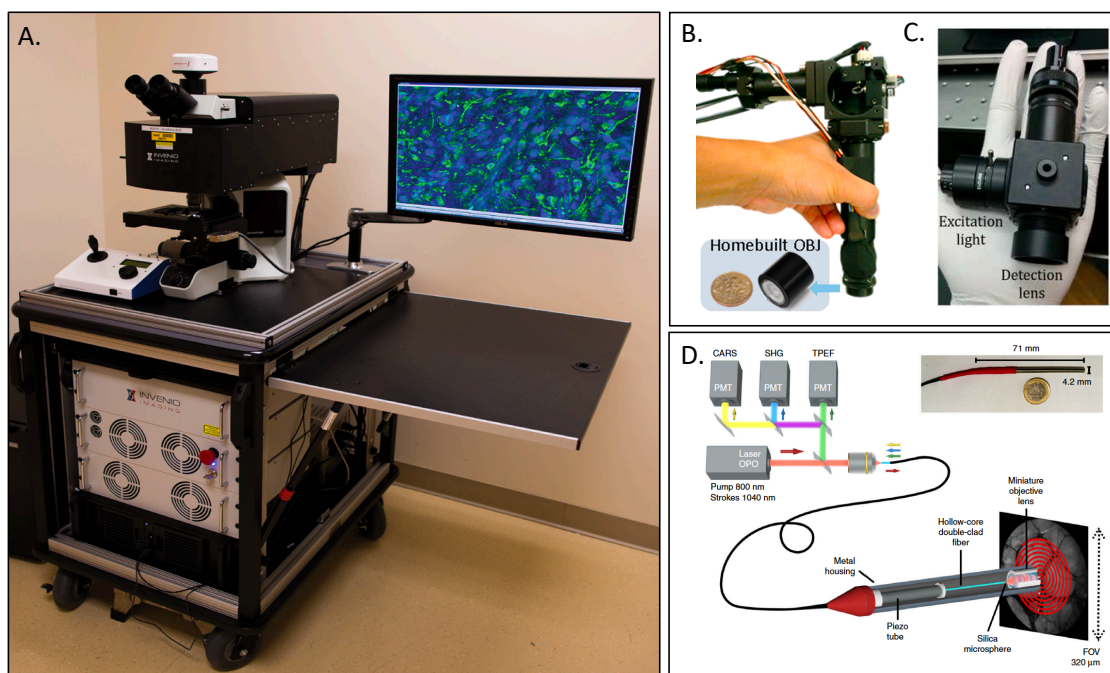 A.
INVENIO
IMAGING
INVENIO
IMAGING
ASUS
B.
C.
Homebuilt OBJ
Excitation
light
Detection
lens
D.
CARS
SHG
TPEF
PMT
PMT
PMT
71 mm
4.2 mm
Laser
OPO
Pump 800 nm
Strokes 1040 nm
Miniature
objective
lens
Hollow-core
double-clad
fiber
Metal
housing
Piezo
tube
Silica
microsphere
FOV
320 μm